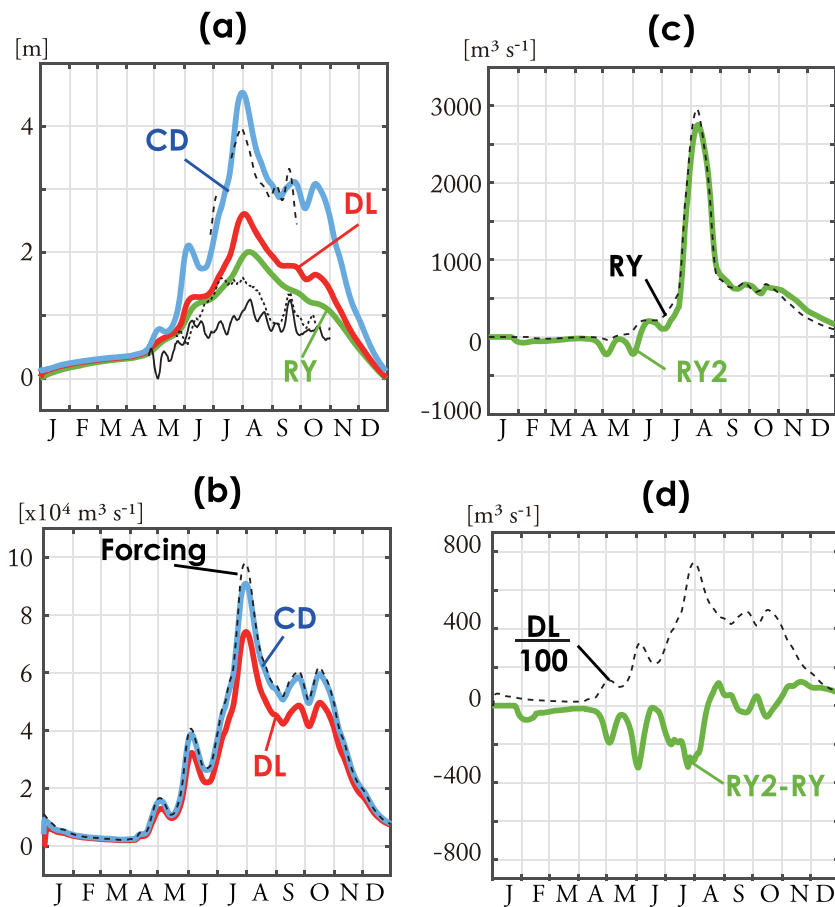 (a)
[m]
4
2
0
CD
DL
RY
J F M A M J J A S O N D
(c)
[m³ s⁻¹]
3000
2000
1000
0
-1000
RY
RY2
J F M A M J J A S O N D
(b)
[x10⁴ m³ s⁻¹]
10
8
6
4
2
0
Forcing
CD
DL
J F M A M J J A S O N D
(d)
[m³ s⁻¹]
800
400
0
-400
-800
DL
100
RY2-RY
J F M A M J J A S O N D